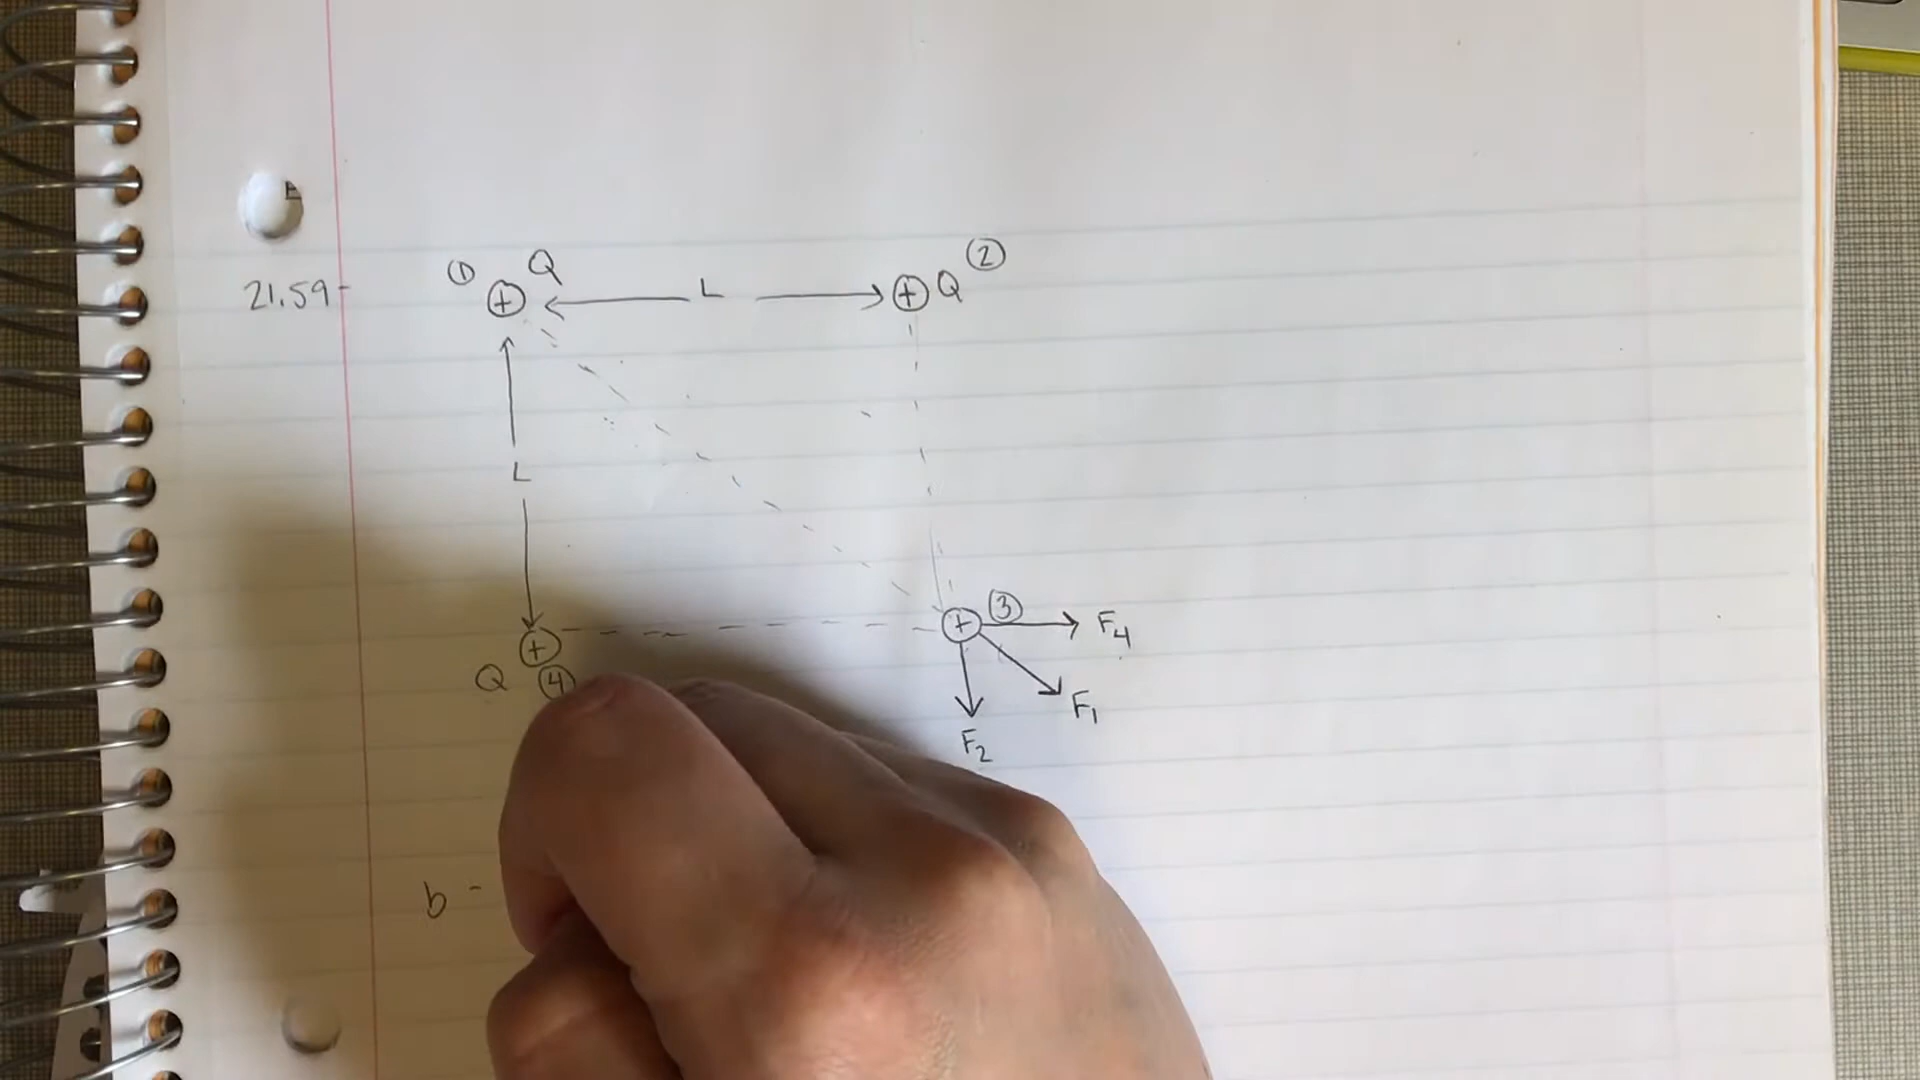 ① Q ②
21.59- + L + Q
L
+ ③ F4
+
Q ④ F1
F2
b -